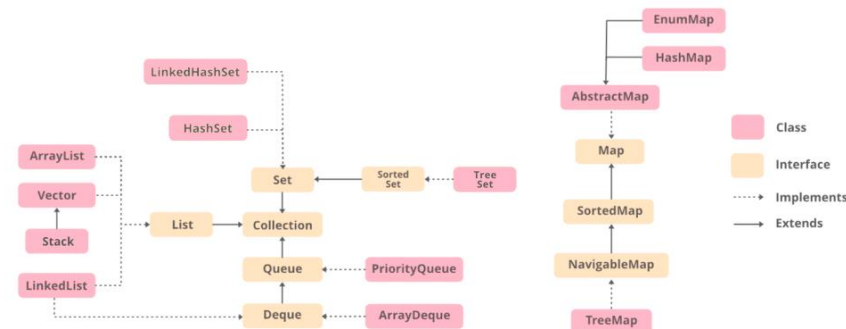 EnumMap
LinkedHashSet
HashMap
AbstractMap
HashSet
Class
ArrayList
Map
Interface
Set
Sorted
Set
Tree
Set
Vector
Implements
SortedMap
List
Collection
Extends
Stack
Queue
PriorityQueue
NavigableMap
LinkedList
Deque
ArrayDeque
TreeMap